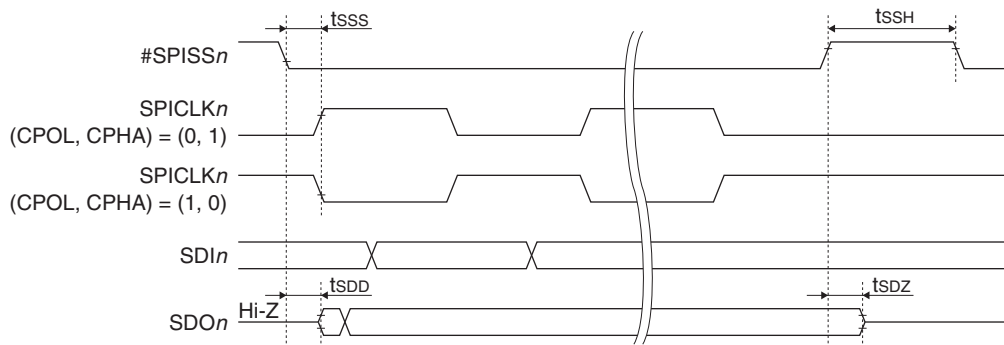 tSSS
tSSH
#SPISSn
SPICLKn
(CPOL, CPHA) = (0, 1)
SPICLKn
(CPOL, CPHA) = (1, 0)
SDIn
tSDD
tSDZ
Hi-Z
SDOn